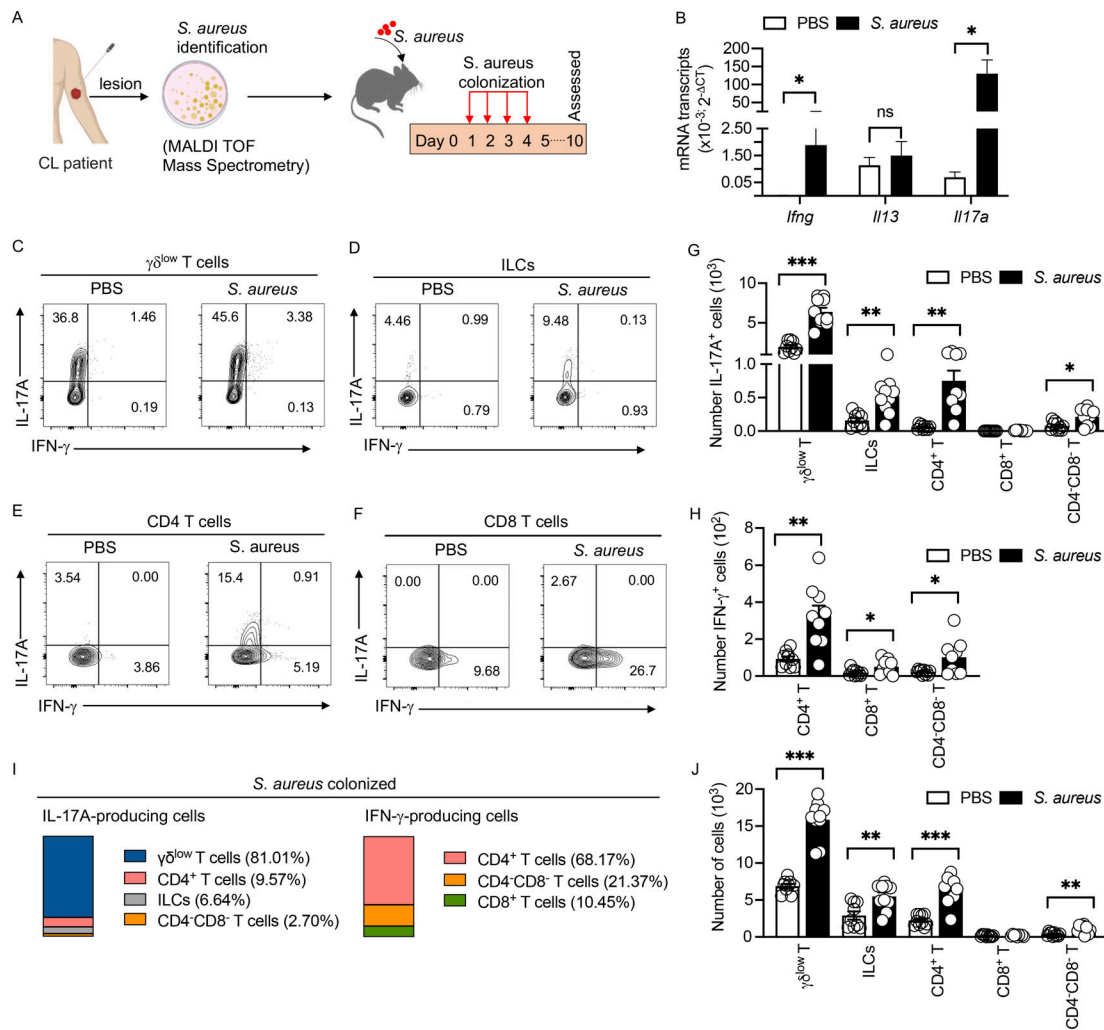 A
S. aureus
identification
lesion
CL patient
(MALDI TOF
Mass Spectrometry)
S. aureus
S. aureus
colonization
Assessed
Day 0 1 2 3 4 5····10
B
PBS S. aureus
mRNA transcripts
(x10-3; 2-ΔCT)
200
150
100
50
2.50
1.50
0.05
* ns *
Ifng Il13 Il17a
C
γδlow T cells
PBS S. aureus
36.8 1.46
0.19
45.6 3.38
0.13
IL-17A
IFN-γ
D
ILCs
PBS S. aureus
4.46 0.99
0.79
9.48 0.13
0.93
IL-17A
IFN-γ
E
CD4 T cells
PBS S. aureus
3.54 0.00
3.86
15.4 0.91
5.19
IL-17A
IFN-γ
F
CD8 T cells
PBS S. aureus
0.00 0.00
9.68
2.67 0.00
26.7
IL-17A
IFN-γ
G
PBS S. aureus
Number IL-17A+ cells (103)
10
5
1.0
0.5
0.0
*** ** ** *
γδlow T
ILCs
CD4+ T
CD8+ T
CD4-CD8- T
H
PBS S. aureus
Number IFN-γ+ cells (102)
8
6
4
2
0
** * *
CD4+ T
CD8+ T
CD4-CD8- T
I
S. aureus colonized
IL-17A-producing cells
γδlow T cells (81.01%)
CD4+ T cells (9.57%)
ILCs (6.64%)
CD4-CD8- T cells (2.70%)
IFN-γ-producing cells
CD4+ T cells (68.17%)
CD4-CD8- T cells (21.37%)
CD8+ T cells (10.45%)
J
PBS S. aureus
Number of cells (103)
20
15
10
5
0
*** ** *** **
γδlow T
ILCs
CD4+ T
CD8+ T
CD4-CD8- T